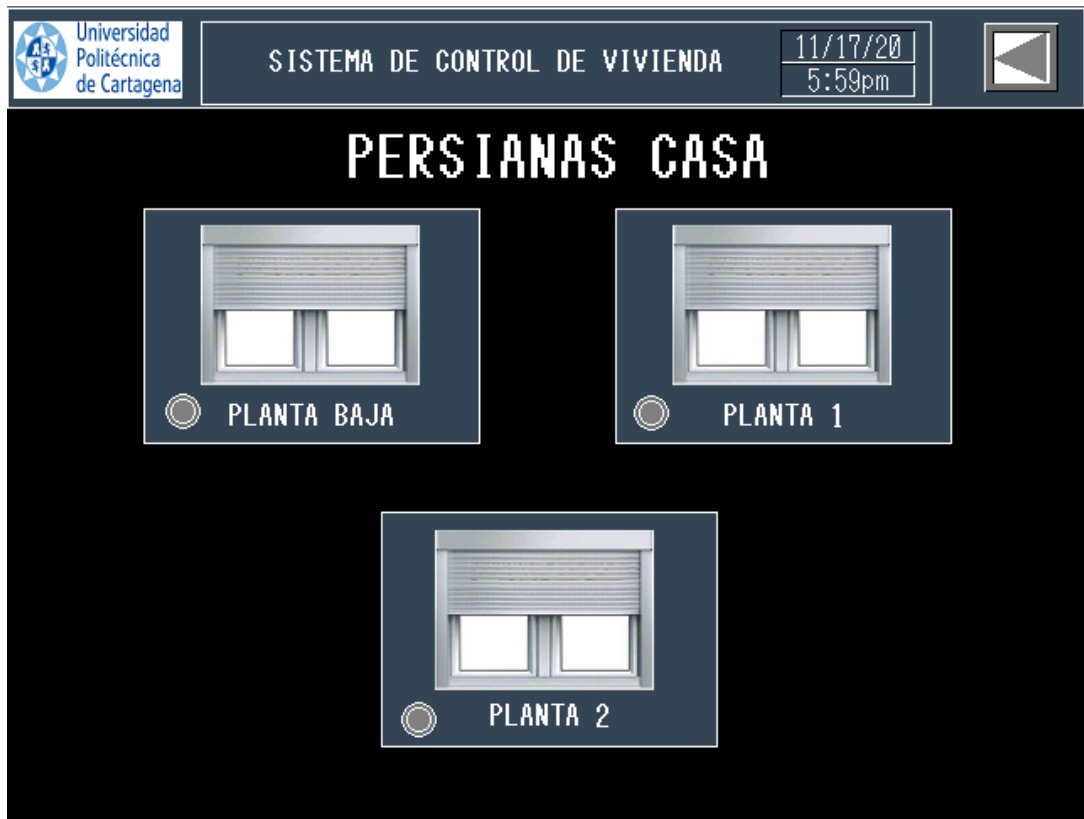 Universidad
Politécnica
de Cartagena
SISTEMA DE CONTROL DE VIVIENDA
11/17/20
5:59pm
PERSIANAS CASA
PLANTA BAJA
PLANTA 1
PLANTA 2